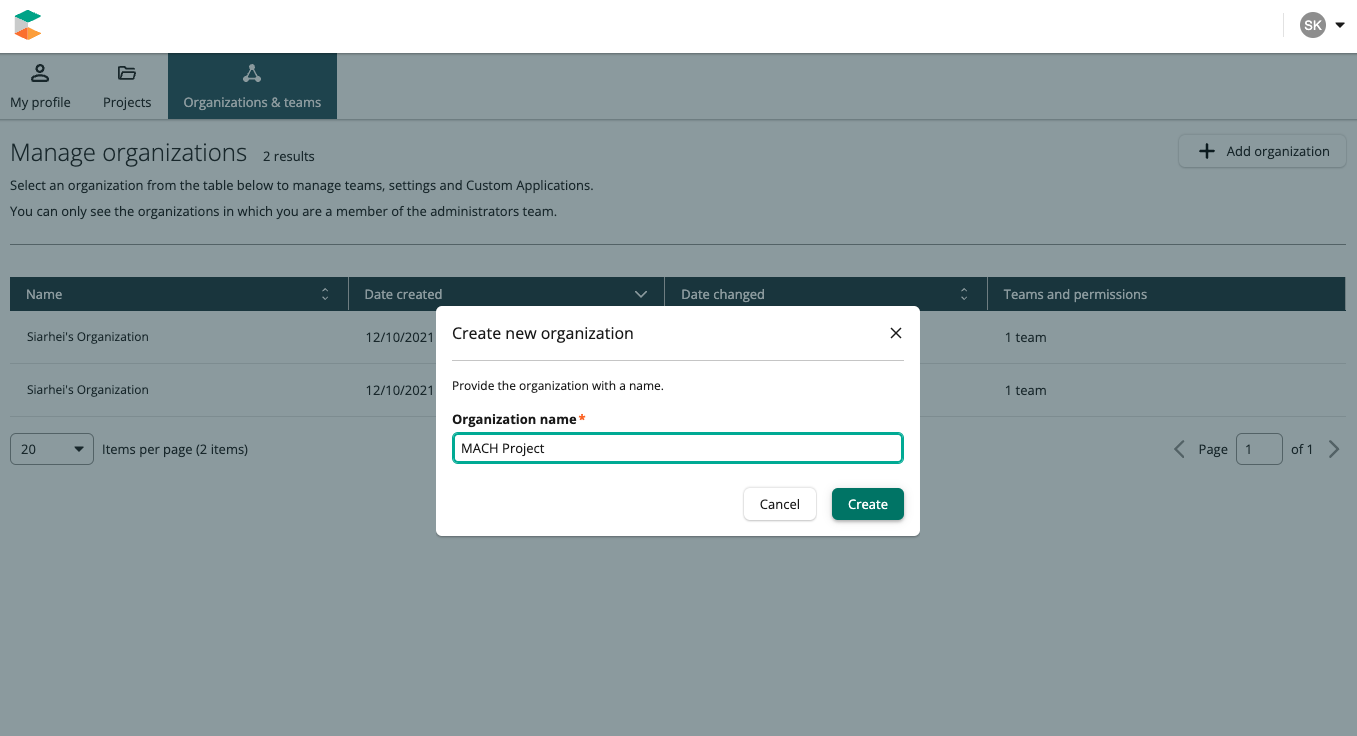 SK
My profile
Projects
Organizations & teams
Manage organizations 2 results
Add organization
Select an organization from the table below to manage teams, settings and Custom Applications.
You can only see the organizations in which you are a member of the administrators team.
Name Date created Date changed Teams and permissions
Siarhei's Organization 12/10/2021 1 team
Siarhei's Organization 12/10/2021 1 team
20 Items per page (2 items) Page 1 of 1
Create new organization
Provide the organization with a name.
Organization name*
MACH Project
Cancel Create